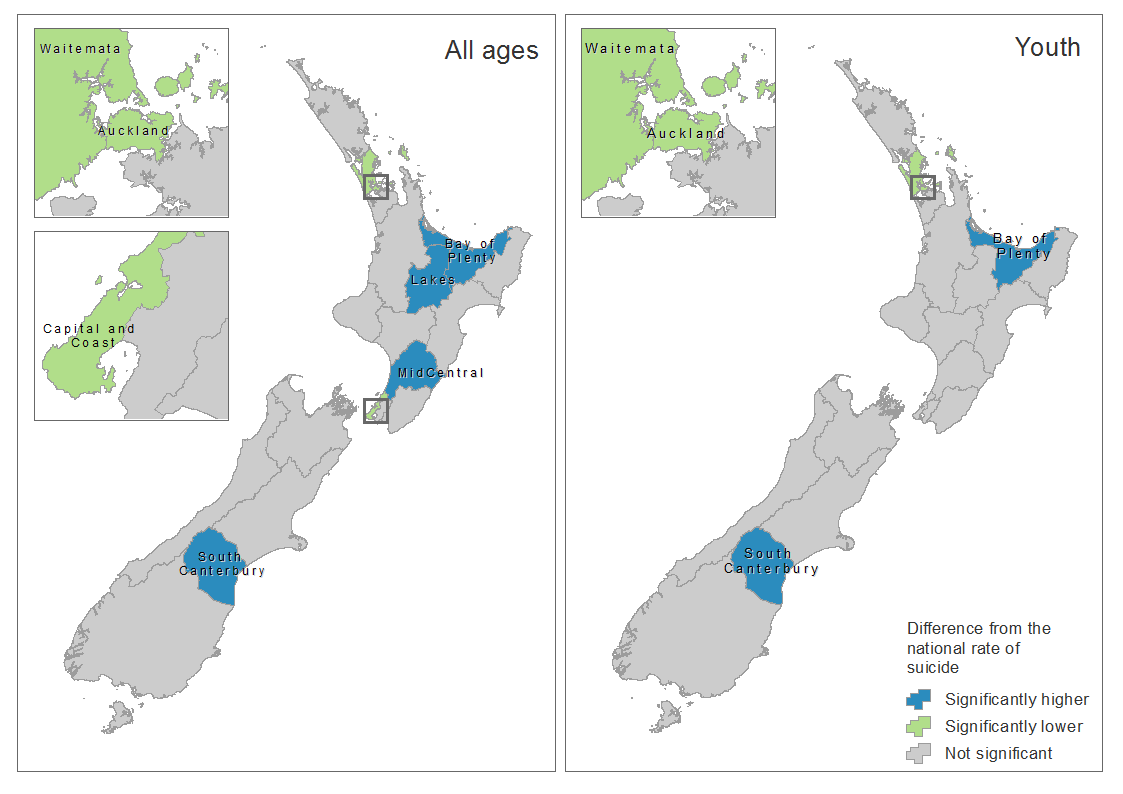 All ages
Waitemata
Auckland
Capital and
Coast
Bay of
Plenty
Lakes
MidCentral
South
Canterbury
Youth
Waitemata
Auckland
Bay of
Plenty
South
Canterbury
Difference from the
national rate of
suicide
Significantly higher
Significantly lower
Not significant